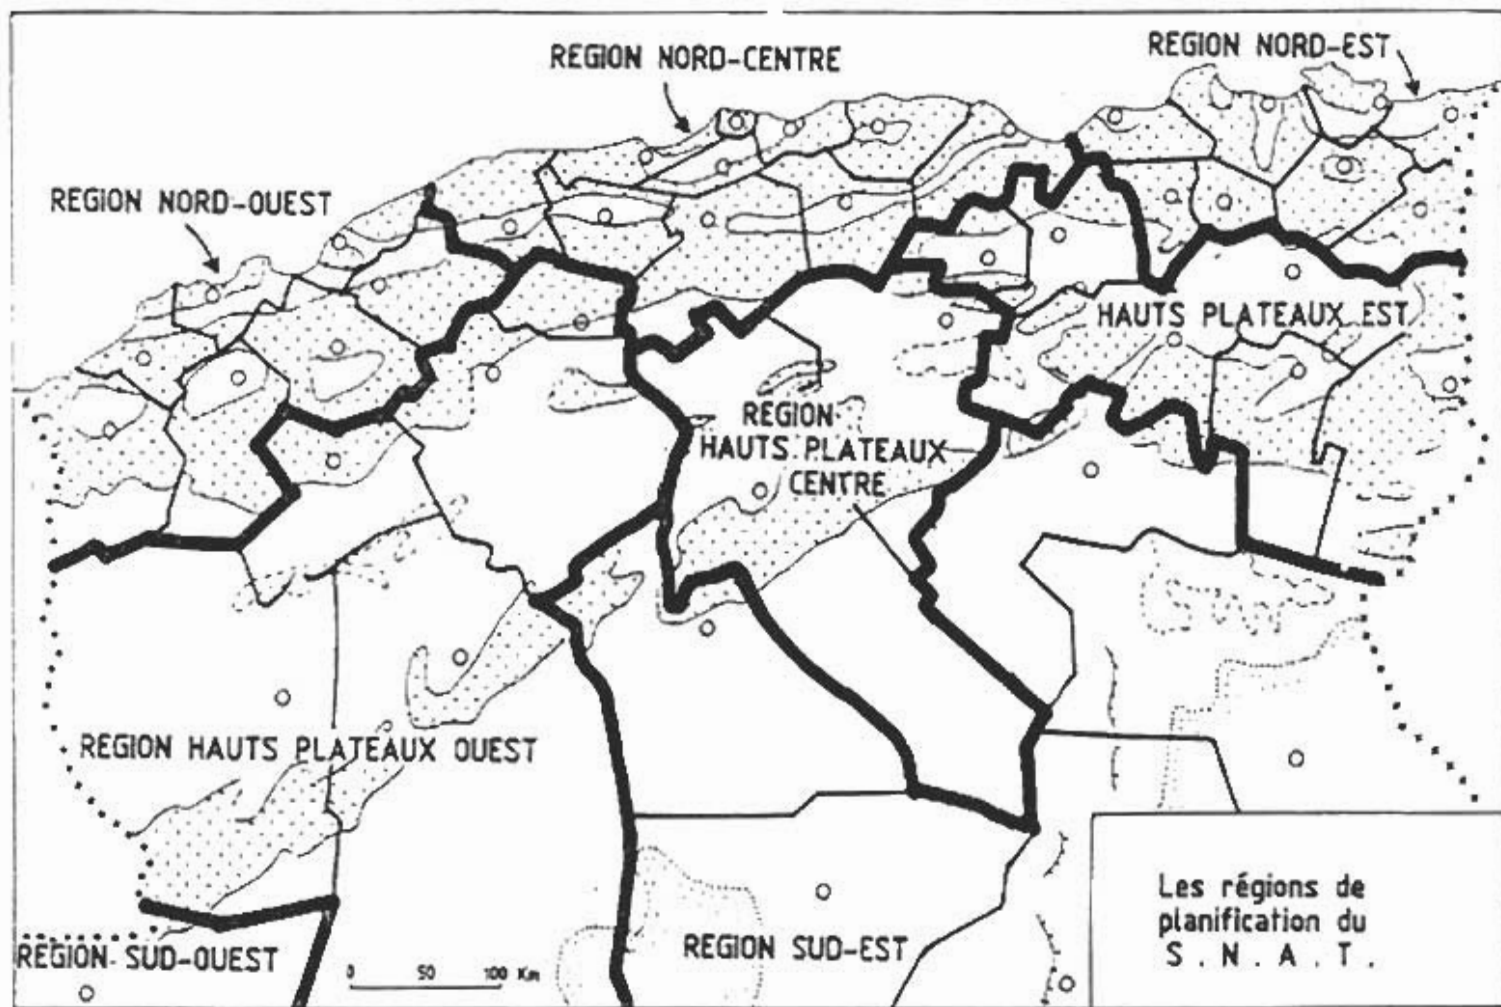 REGION NORD-CENTRE
REGION NORD-EST
REGION NORD-OUEST
HAUTS PLATEAUX EST
REGION
HAUTS PLATEAUX
CENTRE
REGION HAUTS PLATEAUX OUEST
REGION SUD-OUEST
0 50 100 Km
REGION SUD-EST
Les régions de
planification du
S . N . A . T .